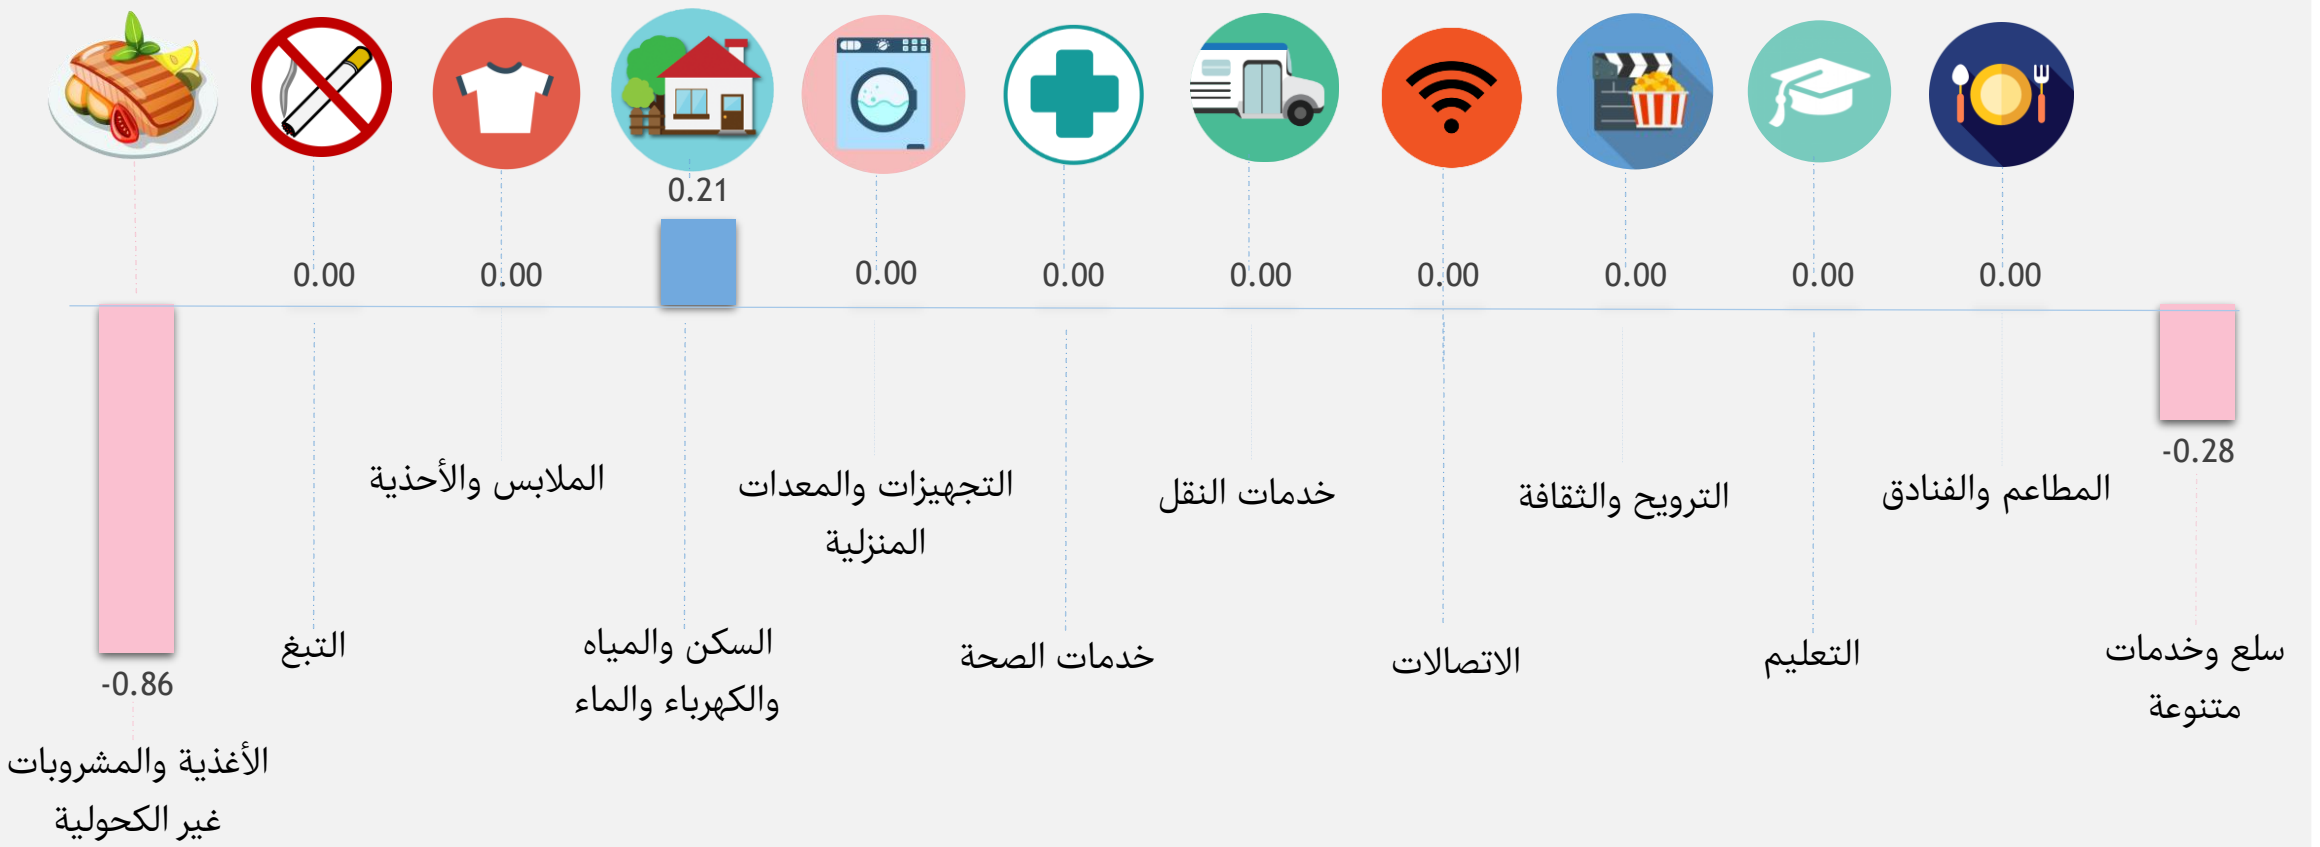 0.21
0.00
0.00
0.00
0.00
0.00
0.00
0.00
0.00
0.00
-0.28
-0.86
الملابس والأحذية
التجهيزات والمعدات
المنزلية
خدمات النقل
الترويح والثقافة
المطاعم والفنادق
التبغ
السكن والمياه
والكهرباء والماء
خدمات الصحة
الاتصالات
التعليم
سلع وخدمات
متنوعة
الأغذية والمشروبات
غير الكحولية